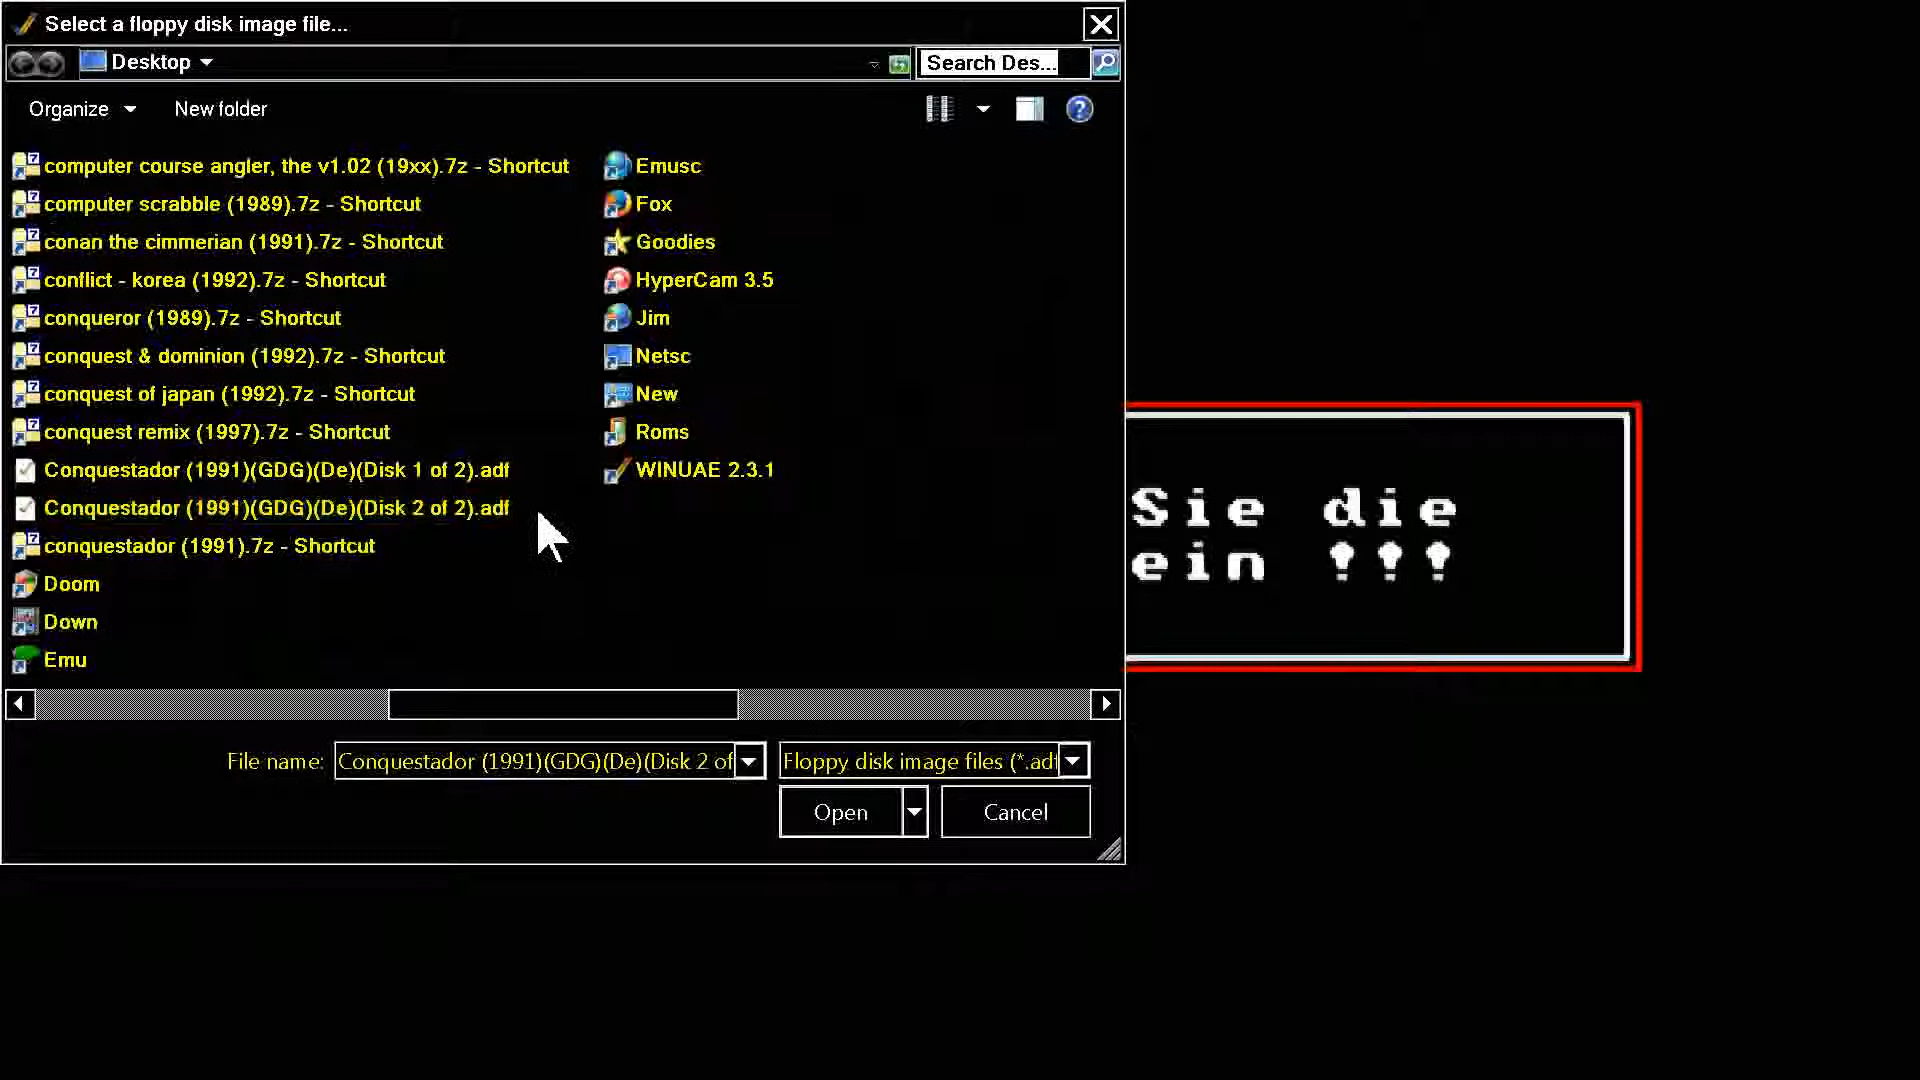 Select a floppy disk image file...
Desktop
Search Des...
Organize
New folder
computer course angler, the v1.02 (19xx).7z - Shortcut
computer scrabble (1989).7z - Shortcut
conan the cimmerian (1991).7z - Shortcut
conflict - korea (1992).7z - Shortcut
conqueror (1989).7z - Shortcut
conquest & dominion (1992).7z - Shortcut
conquest of japan (1992).7z - Shortcut
conquest remix (1997).7z - Shortcut
Conquestador (1991)(GDG)(De)(Disk 1 of 2).adf
Conquestador (1991)(GDG)(De)(Disk 2 of 2).adf
conquestador (1991).7z - Shortcut
Doom
Down
Emu
Emusc
Fox
Goodies
HyperCam 3.5
Jim
Netsc
New
Roms
WINUAE 2.3.1
Sie die
ein !!!
File name: Conquestador (1991)(GDG)(De)(Disk 2 of
Floppy disk image files (*.adf
Open
Cancel